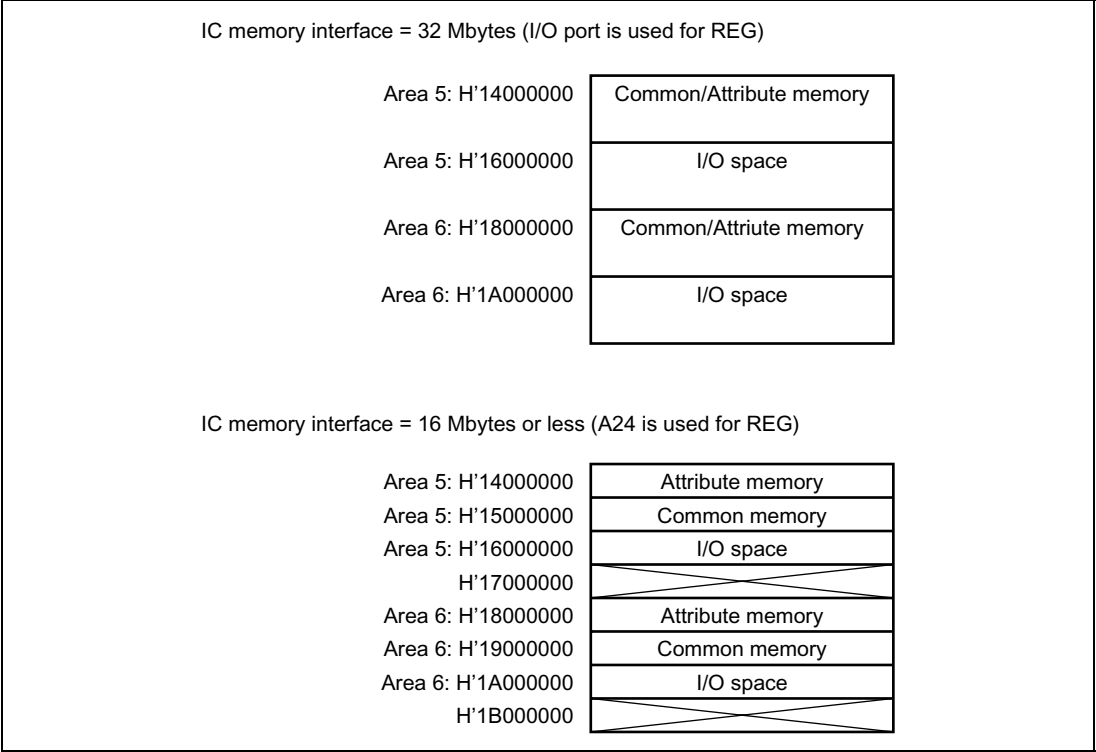 IC memory interface = 32 Mbytes (I/O port is used for REG)
Area 5: H'14000000 Common/Attribute memory
Area 5: H'16000000 I/O space
Area 6: H'18000000 Common/Attriute memory
Area 6: H'1A000000 I/O space
IC memory interface = 16 Mbytes or less (A24 is used for REG)
Area 5: H'14000000 Attribute memory
Area 5: H'15000000 Common memory
Area 5: H'16000000 I/O space
H'17000000
Area 6: H'18000000 Attribute memory
Area 6: H'19000000 Common memory
Area 6: H'1A000000 I/O space
H'1B000000